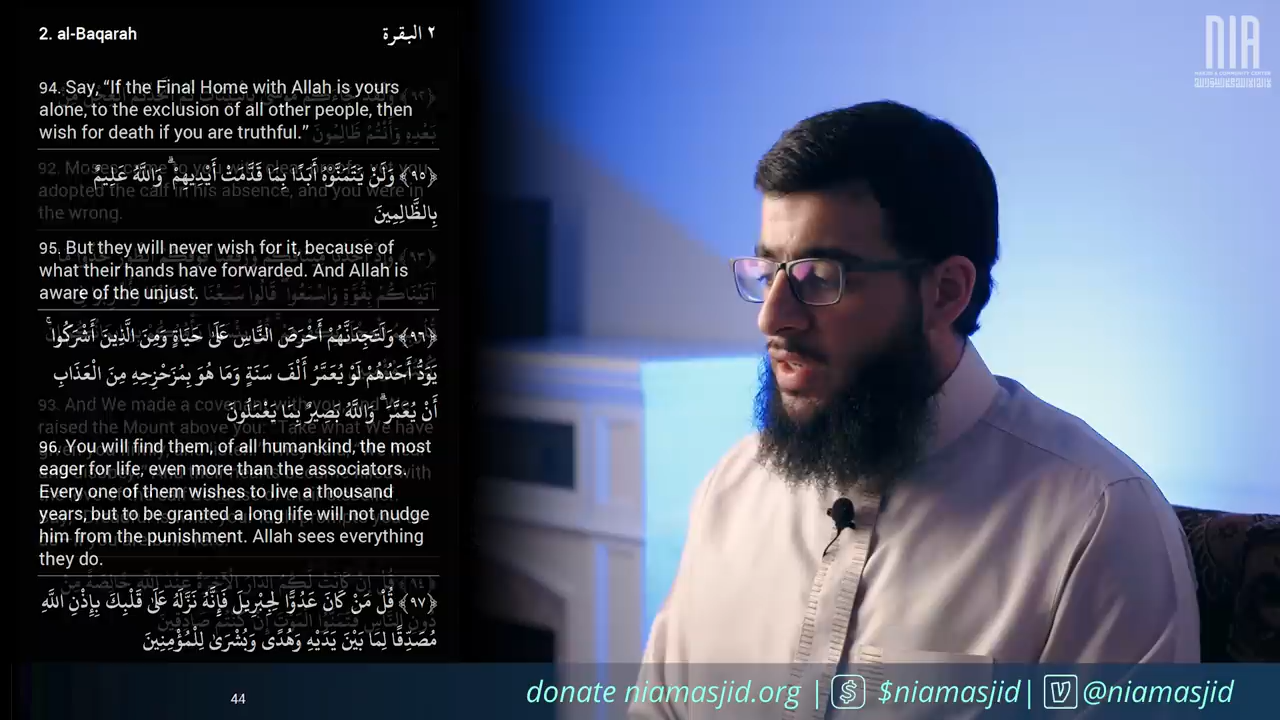 2. al-Baqarah
٢ البقرة
94. Say, “If the Final Home with Allah is yours
alone, to the exclusion of all other people, then
wish for death if you are truthful.”
﴿٩٥﴾ وَلَنْ يَتَمَنَّوْهُ أَبَدًا بِمَا قَدَّمَتْ أَيْدِيهِمْ ۗ وَاللَّهُ عَلِيمٌ
بِالظَّالِمِينَ
95. But they will never wish for it, because of
what their hands have forwarded. And Allah is
aware of the unjust.
﴿٩٦﴾ وَلَتَجِدَنَّهُمْ أَحْرَصَ النَّاسِ عَلَىٰ حَيَاةٍ وَمِنَ الَّذِينَ أَشْرَكُوا ۚ
يَوَدُّ أَحَدُهُمْ لَوْ يُعَمَّرُ أَلْفَ سَنَةٍ وَمَا هُوَ بِمُزَحْزِحِهِ مِنَ الْعَذَابِ
أَنْ يُعَمَّرَ ۗ وَاللَّهُ بَصِيرٌ بِمَا يَعْمَلُونَ
96. You will find them, of all humankind, the most
eager for life, even more than the associators.
Every one of them wishes to live a thousand
years, but to be granted a long life will not nudge
him from the punishment. Allah sees everything
they do.
﴿٩٧﴾ قُلْ مَنْ كَانَ عَدُوًّا لِجِبْرِيلَ فَإِنَّهُ نَزَّلَهُ عَلَىٰ قَلْبِكَ بِإِذْنِ اللَّهِ
مُصَدِّقًا لِمَا بَيْنَ يَدَيْهِ وَهُدًى وَبُشْرَىٰ لِلْمُؤْمِنِينَ
44
NIA
donate niamasjid.org | $ $niamasjid | V @niamasjid